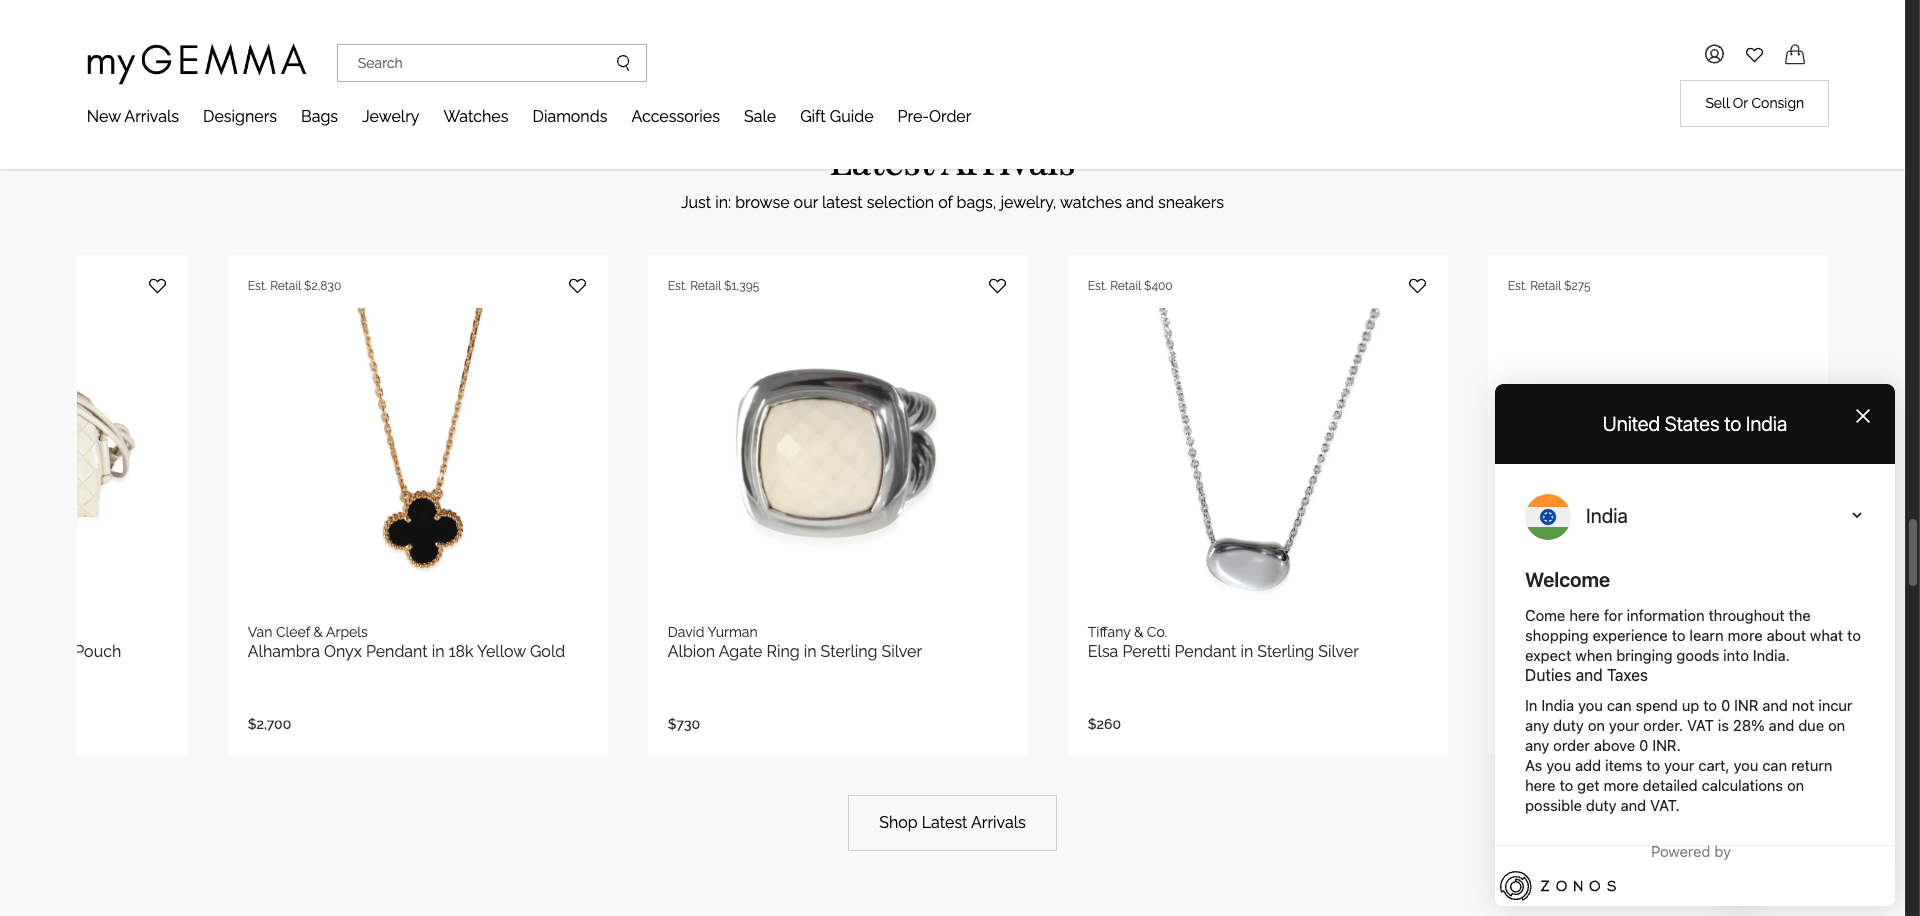 myGEMMA
Search
Sell Or Consign
New Arrivals
Designers
Bags
Jewelry
Watches
Diamonds
Accessories
Sale
Gift Guide
Pre-Order
Latest Arrivals
Just in: browse our latest selection of bags, jewelry, watches and sneakers
Pouch
Est. Retail $2,830
Van Cleef & Arpels
Alhambra Onyx Pendant in 18k Yellow Gold
$2,700
Est. Retail $1,395
David Yurman
Albion Agate Ring in Sterling Silver
$730
Est. Retail $400
Tiffany & Co.
Elsa Peretti Pendant in Sterling Silver
$260
Est. Retail $275
Shop Latest Arrivals
United States to India
India
Welcome
Come here for information throughout the
shopping experience to learn more about what to
expect when bringing goods into India.
Duties and Taxes
In India you can spend up to 0 INR and not incur
any duty on your order. VAT is 28% and due on
any order above 0 INR.
As you add items to your cart, you can return
here to get more detailed calculations on
possible duty and VAT.
Powered by
ZONOS